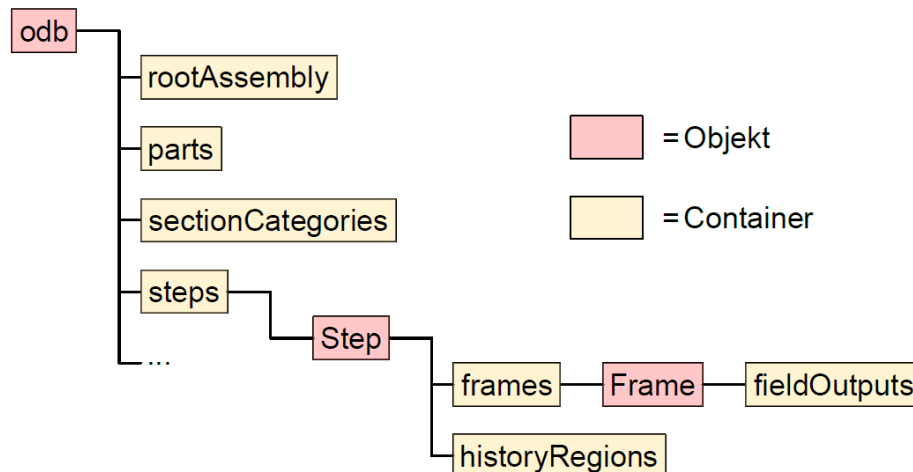 odb
rootAssembly
parts
= Objekt
sectionCategories
= Container
steps
Step
...
frames
Frame
fieldOutputs
historyRegions